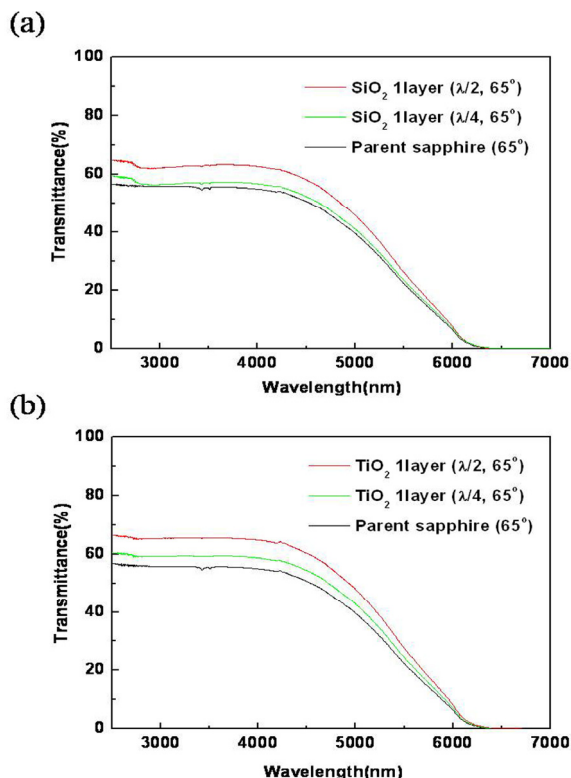 (a)
100
80
60
40
20
0
Transmittance(%)
SiO₂ 1layer (λ/2, 65°)
SiO₂ 1layer (λ/4, 65°)
Parent sapphire (65°)
3000 4000 5000 6000 7000
Wavelength(nm)
(b)
100
80
60
40
20
0
Transmittance(%)
TiO₂ 1layer (λ/2, 65°)
TiO₂ 1layer (λ/4, 65°)
Parent sapphire (65°)
3000 4000 5000 6000 7000
Wavelength(nm)